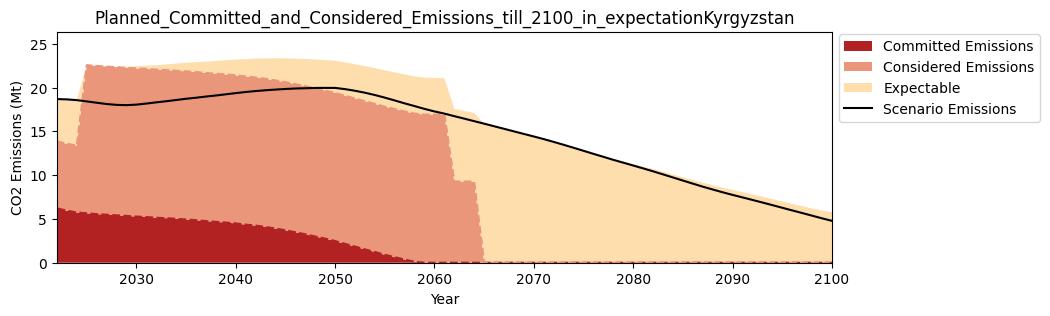 Planned_Committed_and_Considered_Emissions_till_2100_in_expectationKyrgyzstan
25
20
15
10
5
0
CO2 Emissions (Mt)
2030 2040 2050 2060 2070 2080 2090 2100
Year
Committed Emissions
Considered Emissions
Expectable
Scenario Emissions